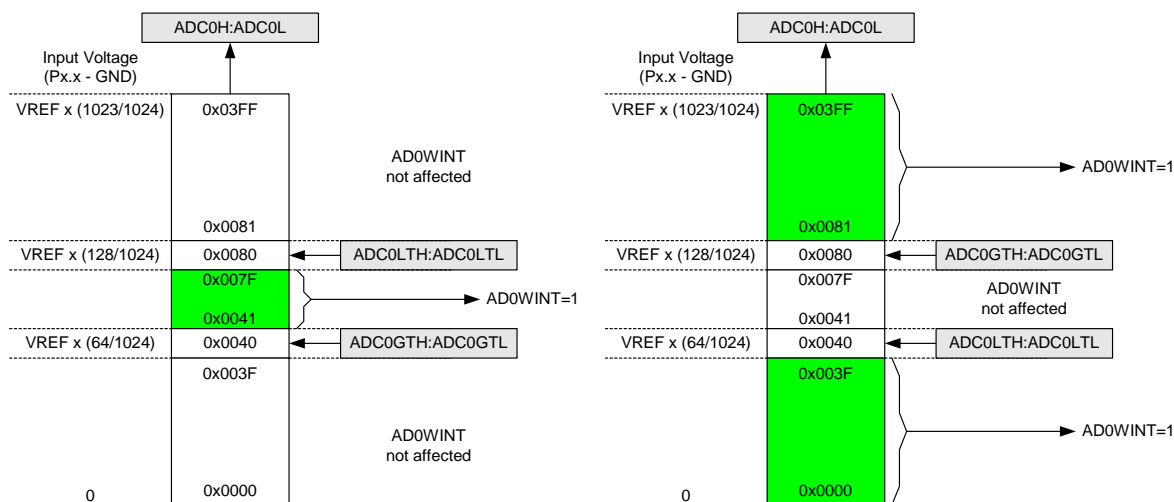 ADC0H:ADC0L
Input Voltage
(Px.x - GND)
VREF x (1023/1024)
0x03FF
AD0WINT
not affected
0x0081
VREF x (128/1024)
0x0080
ADC0LTH:ADC0LTL
0x007F
AD0WINT=1
0x0041
VREF x (64/1024)
0x0040
ADC0GTH:ADC0GTL
0x003F
AD0WINT
not affected
0
0x0000
ADC0H:ADC0L
Input Voltage
(Px.x - GND)
VREF x (1023/1024)
0x03FF
AD0WINT=1
0x0081
VREF x (128/1024)
0x0080
ADC0GTH:ADC0GTL
0x007F
AD0WINT
not affected
0x0041
VREF x (64/1024)
0x0040
ADC0LTH:ADC0LTL
0x003F
AD0WINT=1
0
0x0000